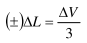 (±)ΔL = ΔV/3